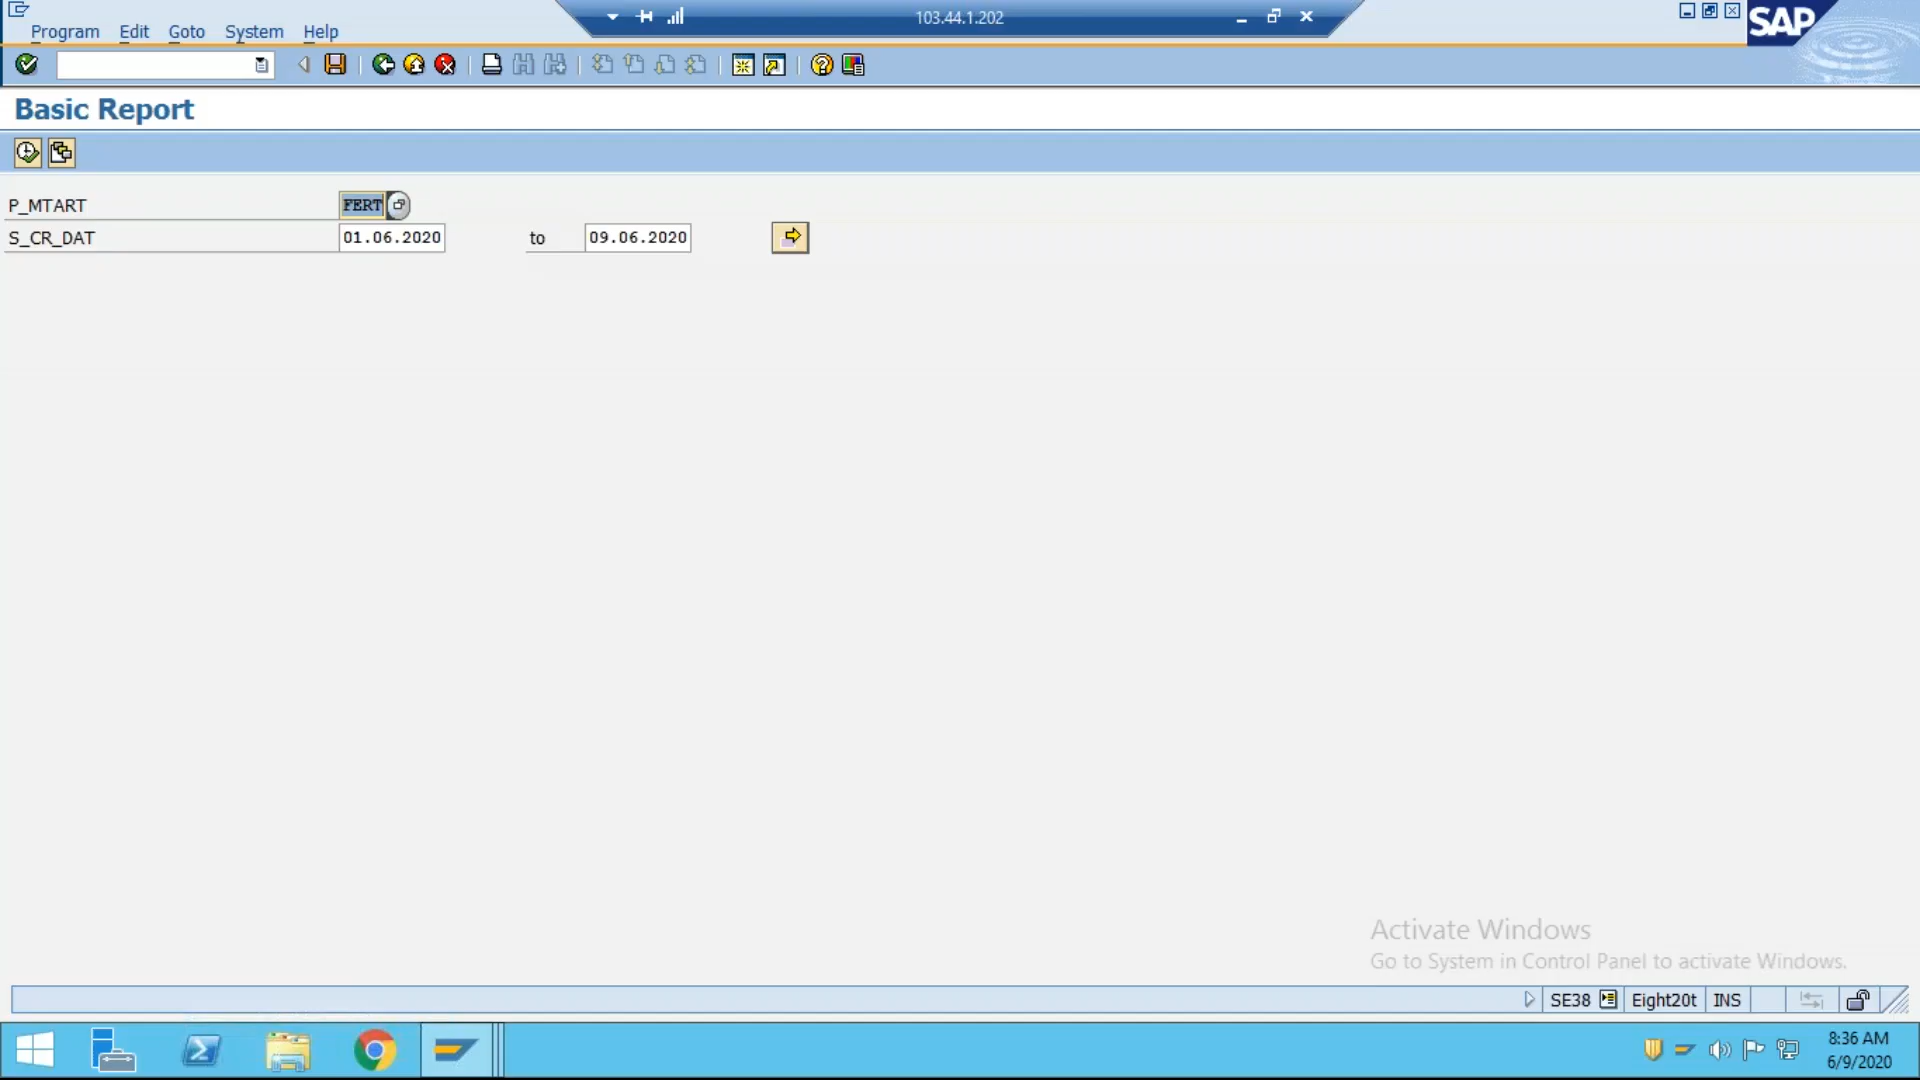 103.44.1.202
Program Edit Goto System Help
SAP
Basic Report
P_MTART FERT
S_CR_DAT 01.06.2020 to 09.06.2020
Activate Windows
Go to System in Control Panel to activate Windows.
SE38 Eight20t INS
8:36 AM
6/9/2020